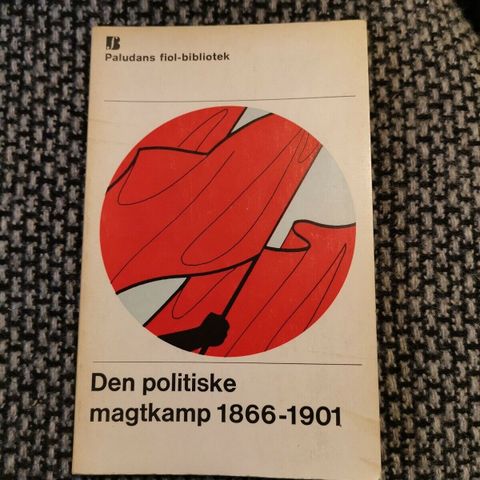 Paludans fiol-bibliotek
Den politiske
magtkamp 1866-1901